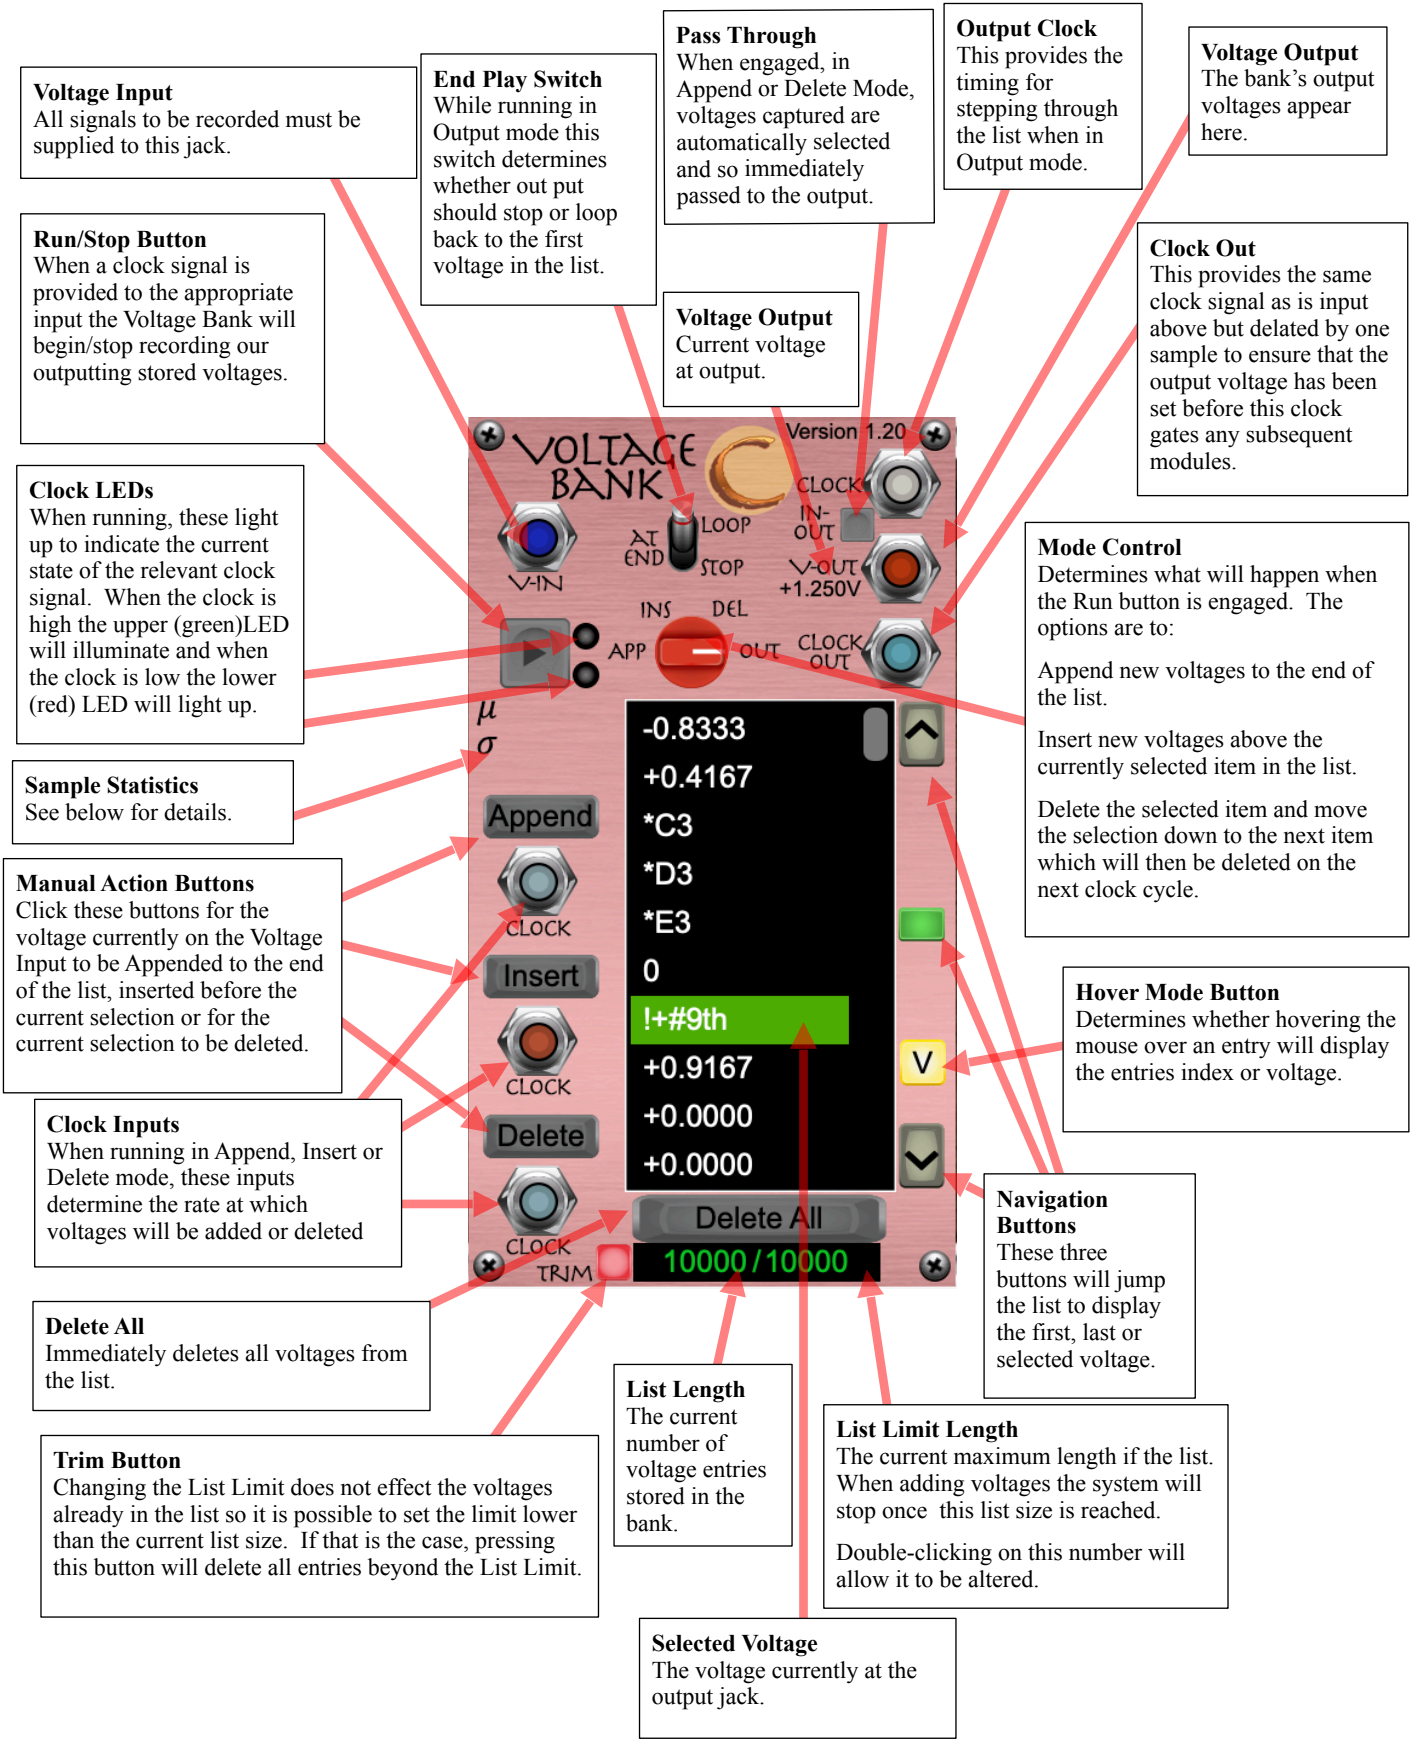 Voltage Input
All signals to be recorded must be
supplied to this jack.
End Play Switch
While running in
Output mode this
switch determines
whether out put
should stop or loop
back to the first
voltage in the list.
Pass Through
When engaged, in
Append or Delete Mode,
voltages captured are
automatically selected
and so immediately
passed to the output.
Output Clock
This provides the
timing for
stepping through
the list when in
Output mode.
Voltage Output
The bank's output
voltages appear
here.
Run/Stop Button
When a clock signal is
provided to the appropriate
input the Voltage Bank will
begin/stop recording our
outputting stored voltages.
Voltage Output
Current voltage
at output.
Clock Out
This provides the same
clock signal as is input
above but delated by one
sample to ensure that the
output voltage has been
set before this clock
gates any subsequent
modules.
Clock LEDs
When running, these light
up to indicate the current
state of the relevant clock
signal.  When the clock is
high the upper (green)LED
will illuminate and when
the clock is low the lower
(red) LED will light up.
Sample Statistics
See below for details.
Manual Action Buttons
Click these buttons for the
voltage currently on the Voltage
Input to be Appended to the end
of the list, inserted before the
current selection or for the
current selection to be deleted.
Clock Inputs
When running in Append, Insert or
Delete mode, these inputs
determine the rate at which
voltages will be added or deleted
Version 1.20
VOLTAGE
BANK
CLOCK
IN-
OUT
AT
END
LOOP
STOP
V-IN
V-OUT
+1.250V
INS
DEL
APP
OUT
CLOCK
OUT
μ
σ
Append
CLOCK
Insert
CLOCK
Delete
CLOCK
TRIM
-0.8333
+0.4167
*C3
*D3
*E3
0
!+#9th
+0.9167
+0.0000
+0.0000
V
Delete All
10000/10000
Mode Control
Determines what will happen when
the Run button is engaged.  The
options are to:
Append new voltages to the end of
the list.
Insert new voltages above the
currently selected item in the list.
Delete the selected item and move
the selection down to the next item
which will then be deleted on the
next clock cycle.
Hover Mode Button
Determines whether hovering the
mouse over an entry will display
the entries index or voltage.
Navigation
Buttons
These three
buttons will jump
the list to display
the first, last or
selected voltage.
Delete All
Immediately deletes all voltages from
the list.
Trim Button
Changing the List Limit does not effect the voltages
already in the list so it is possible to set the limit lower
than the current list size.  If that is the case, pressing
this button will delete all entries beyond the List Limit.
List Length
The current
number of
voltage entries
stored in the
bank.
List Limit Length
The current maximum length if the list.
When adding voltages the system will
stop once  this list size is reached.
Double-clicking on this number will
allow it to be altered.
Selected Voltage
The voltage currently at the
output jack.